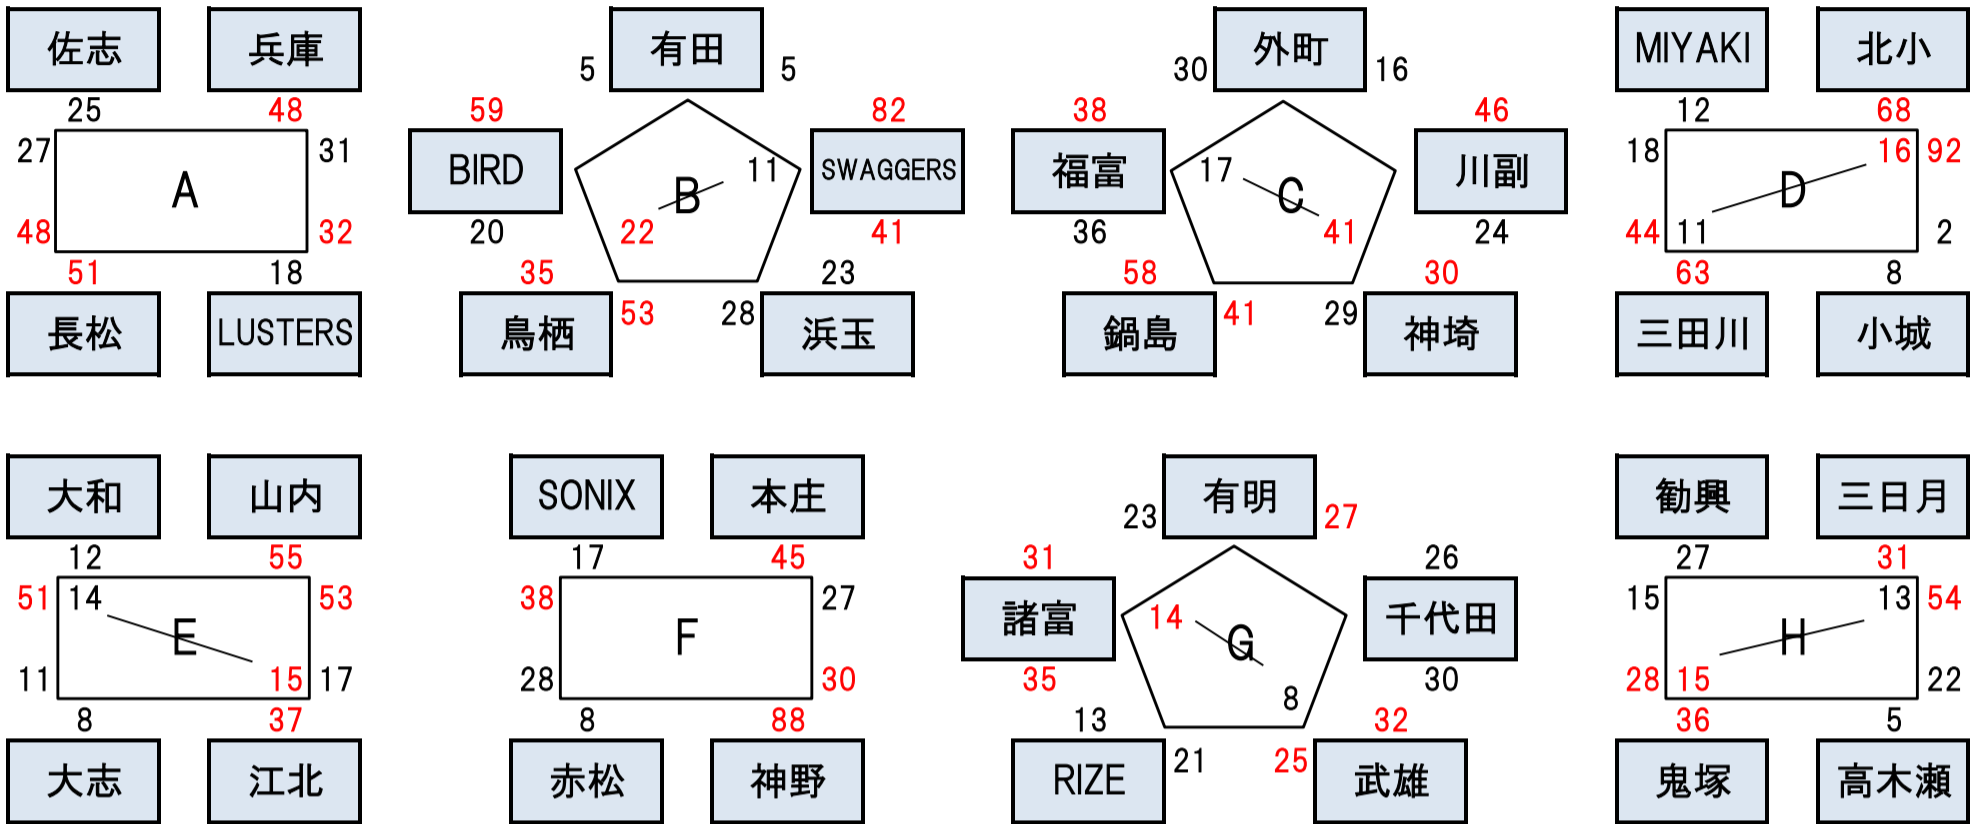 佐志 兵庫 有田 外町 MIYAKI 北小
5 5 30 16
25 48 59 82 38 46 12 68
27 31 18 16 92
A BIRD 11 SWAGGERS 福富 17 C 川副 D
B
48 32 20 22 41 36 41 24 44 11 2
51 18 35 23 58 30 63 8
長松 LUSTERS 鳥栖 53 28 浜玉 鍋島 41 29 神埼 三田川 小城
大和 山内 SONIX 本庄 有明 勧興 三日月
23 27
12 55 17 45 31 26 27 31
51 14 53 38 27 15 13 54
E F 諸富 14 G 千代田 H
11 15 17 28 30 35 8 30 28 15 22
8 37 8 88 13 32 36 5
大志 江北 赤松 神野 RIZE 21 25 武雄 鬼塚 高木瀬